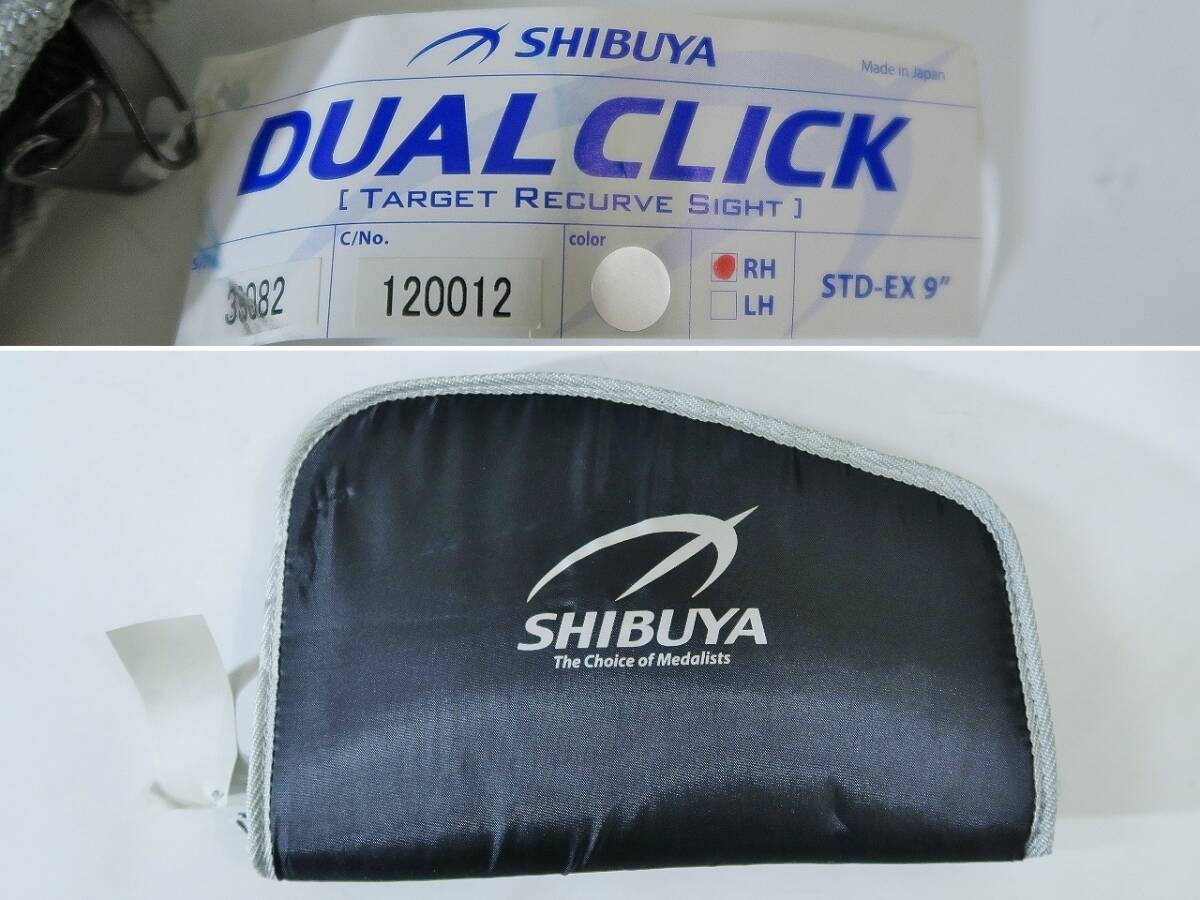 SHIBUYA
Made in Japan
DUALCLICK
[ TARGET RECURVE SIGHT ]
C/No.
color
120012
RH
LH
STD-EX 9"
SHIBUYA
The Choice of Medalists